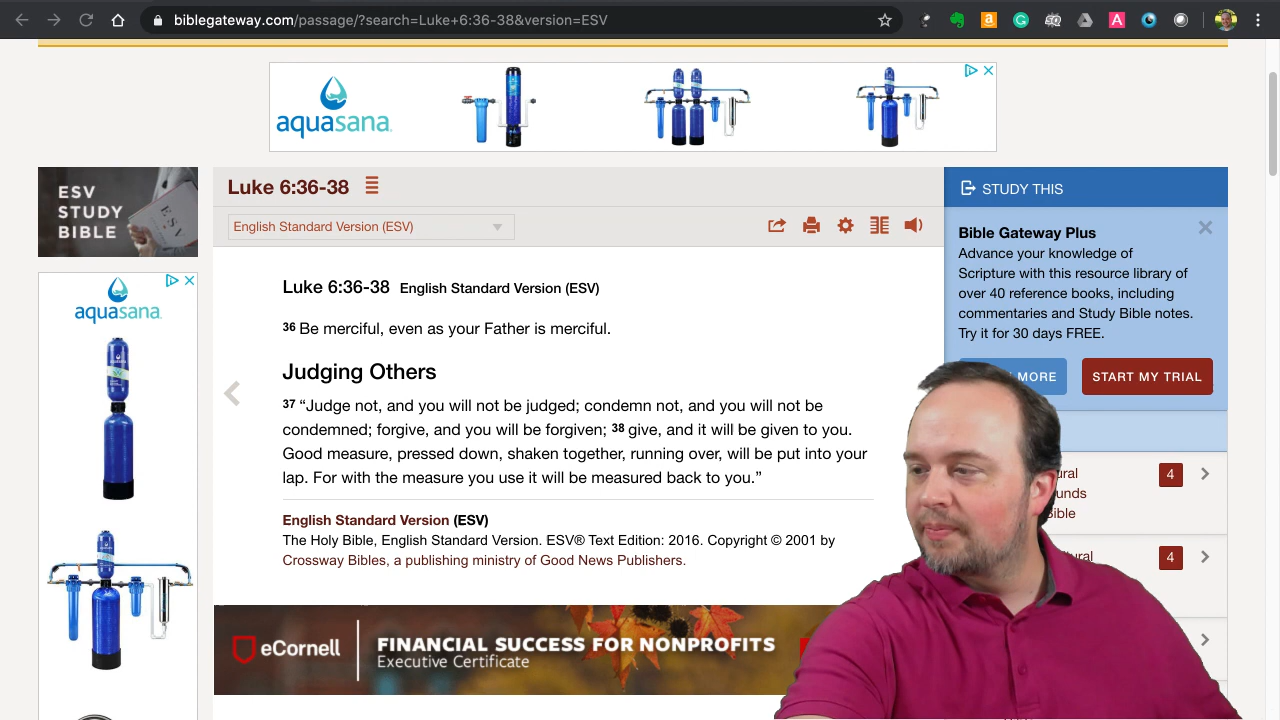 biblegateway.com/passage/?search=Luke+6:36-38&version=ESV
aquasana
ESV
STUDY
BIBLE
Luke 6:36-38
STUDY THIS
English Standard Version (ESV)
Bible Gateway Plus
Advance your knowledge of
Scripture with this resource library of
over 40 reference books, including
commentaries and Study Bible notes.
Try it for 30 days FREE.
MORE
START MY TRIAL
aquasana
Luke 6:36-38 English Standard Version (ESV)
36 Be merciful, even as your Father is merciful.
Judging Others
37 “Judge not, and you will not be judged; condemn not, and you will not be
condemned; forgive, and you will be forgiven; 38 give, and it will be given to you.
Good measure, pressed down, shaken together, running over, will be put into your
lap. For with the measure you use it will be measured back to you.”
English Standard Version (ESV)
The Holy Bible, English Standard Version. ESV® Text Edition: 2016. Copyright © 2001 by
Crossway Bibles, a publishing ministry of Good News Publishers.
4
4
eCornell
FINANCIAL SUCCESS FOR NONPROFITS
Executive Certificate